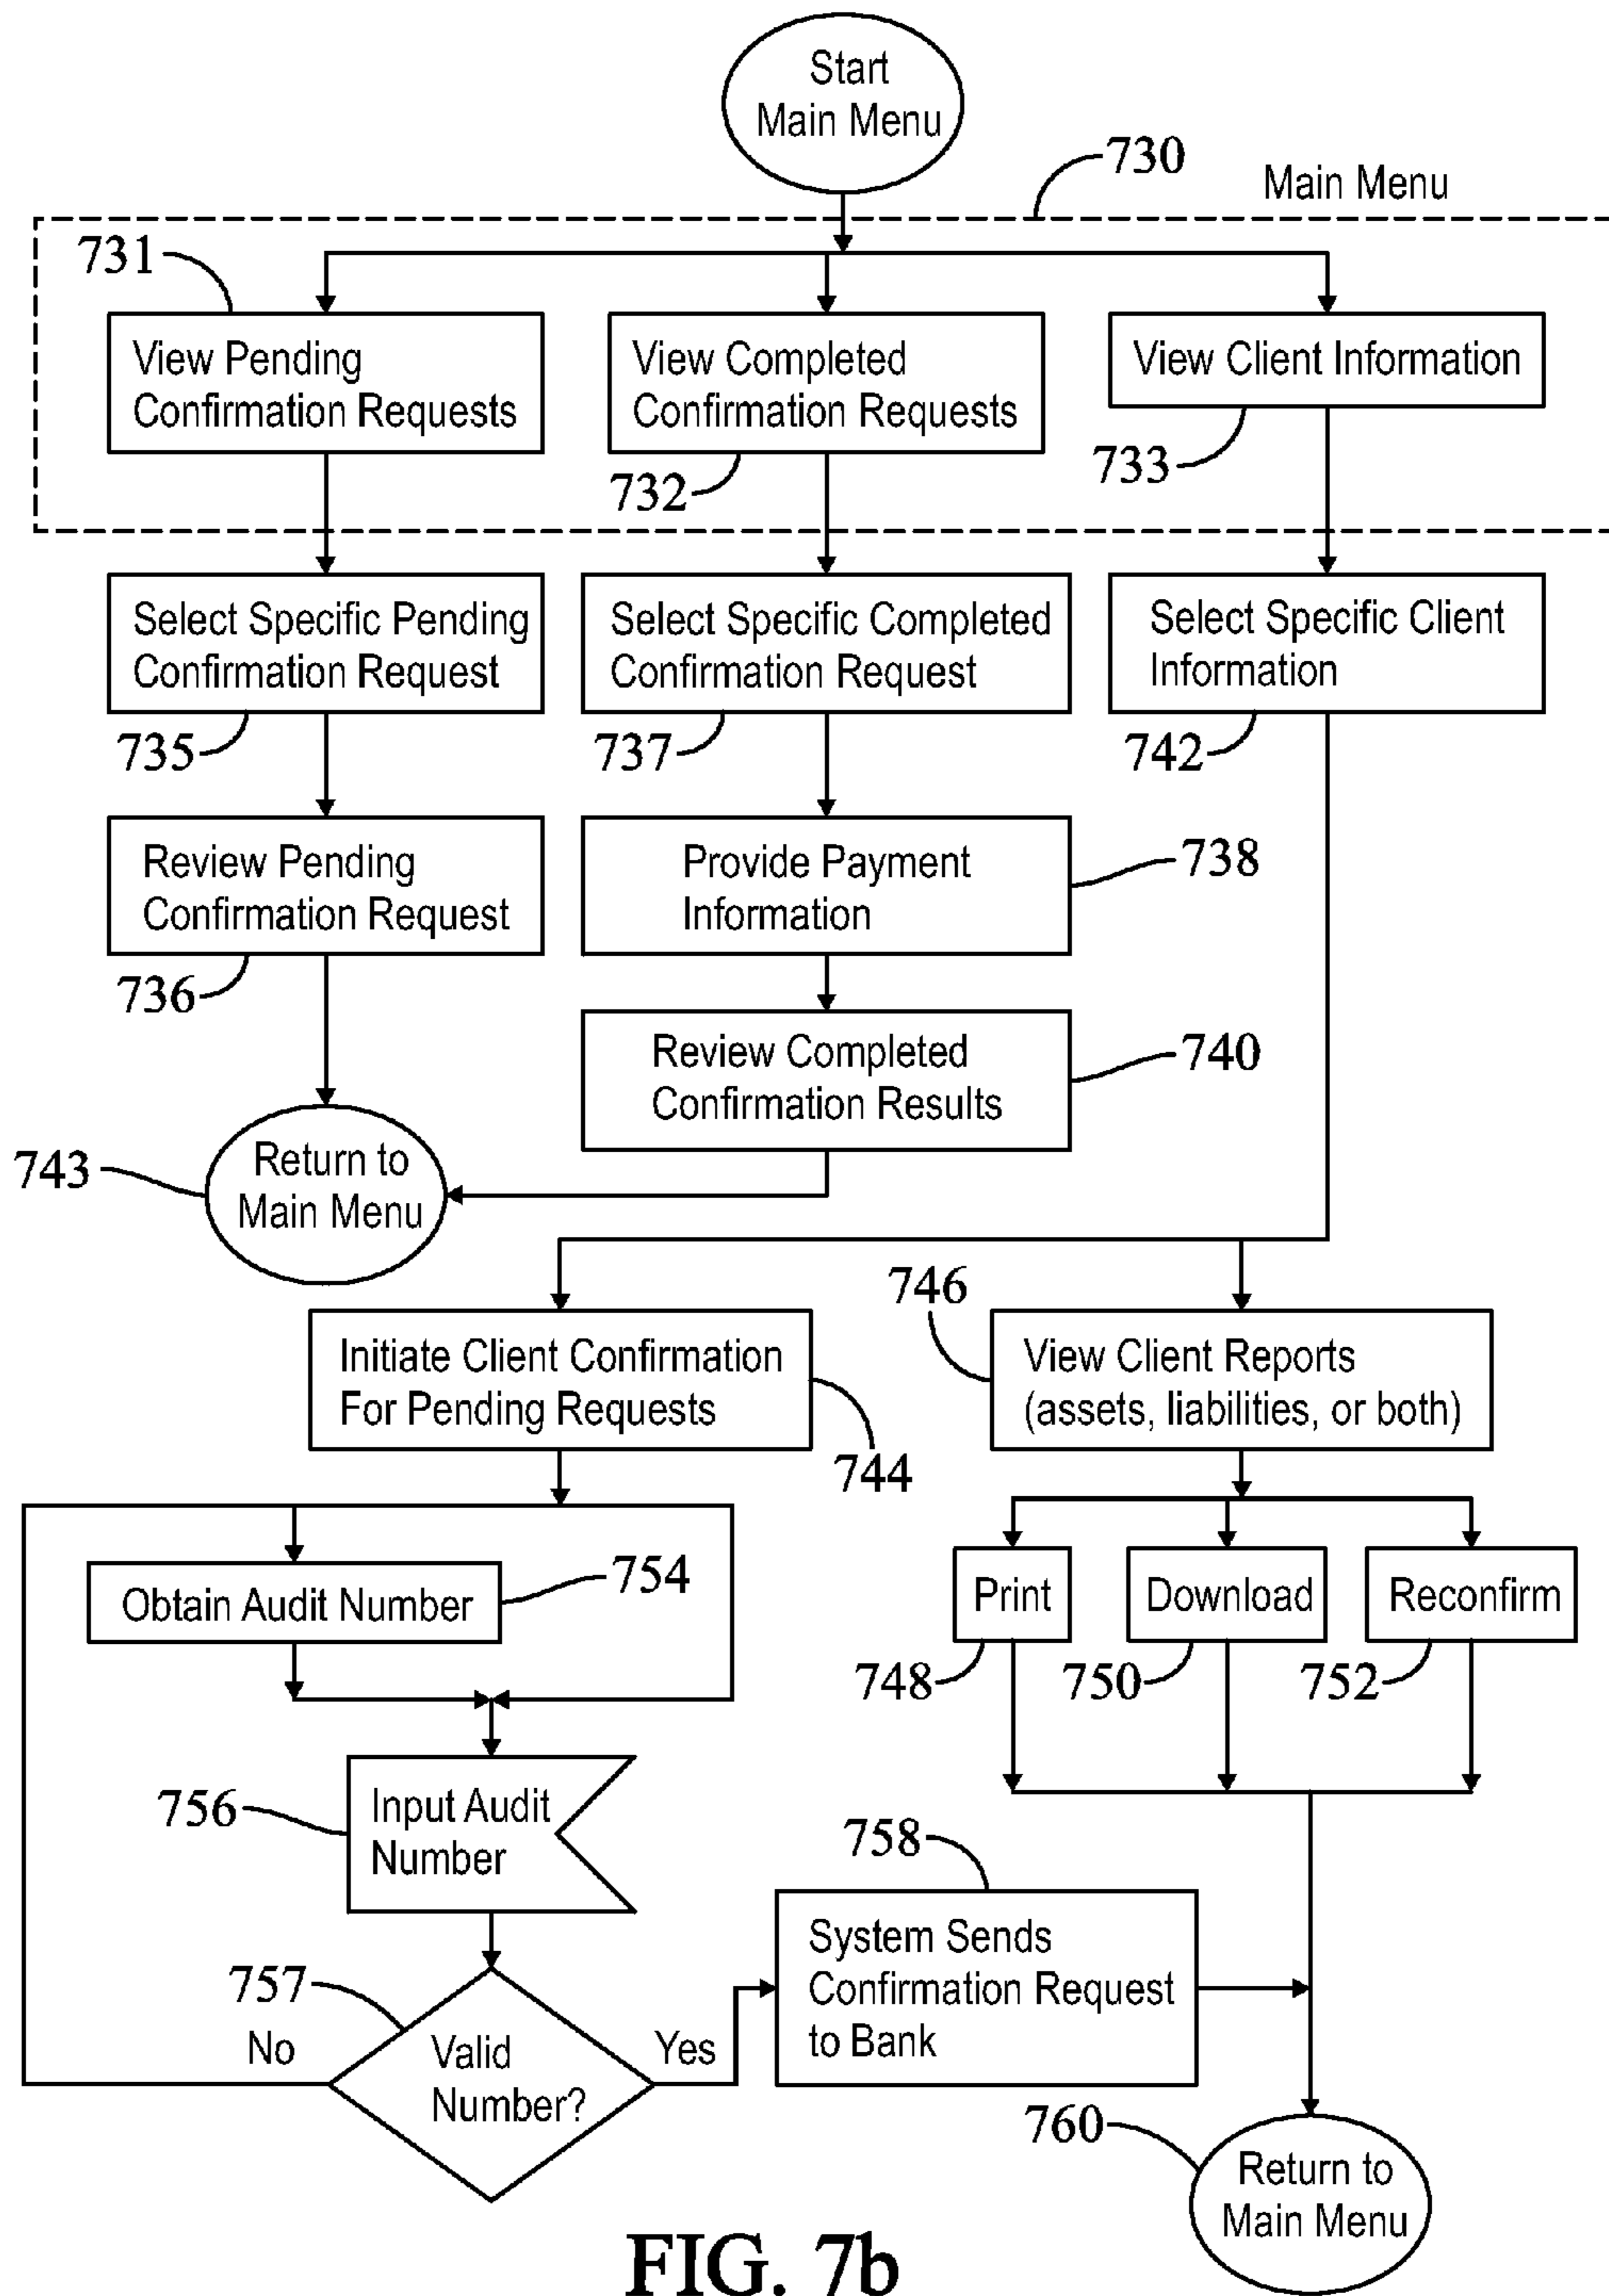 Start
Main Menu
730
Main Menu
731
View Pending
Confirmation Requests
View Completed
Confirmation Requests
View Client Information
732
733
Select Specific Pending
Confirmation Request
Select Specific Completed
Confirmation Request
Select Specific Client
Information
735
737
742
Review Pending
Confirmation Request
Provide Payment
Information
738
736
Review Completed
Confirmation Results
740
743
Return to
Main Menu
746
Initiate Client Confirmation
For Pending Requests
View Client Reports
(assets, liabilities, or both)
744
Obtain Audit Number
754
Print
Download
Reconfirm
748
750
752
756
Input Audit
Number
758
System Sends
Confirmation Request
to Bank
757
No
Valid
Number?
Yes
760
Return to
Main Menu
FIG. 7b